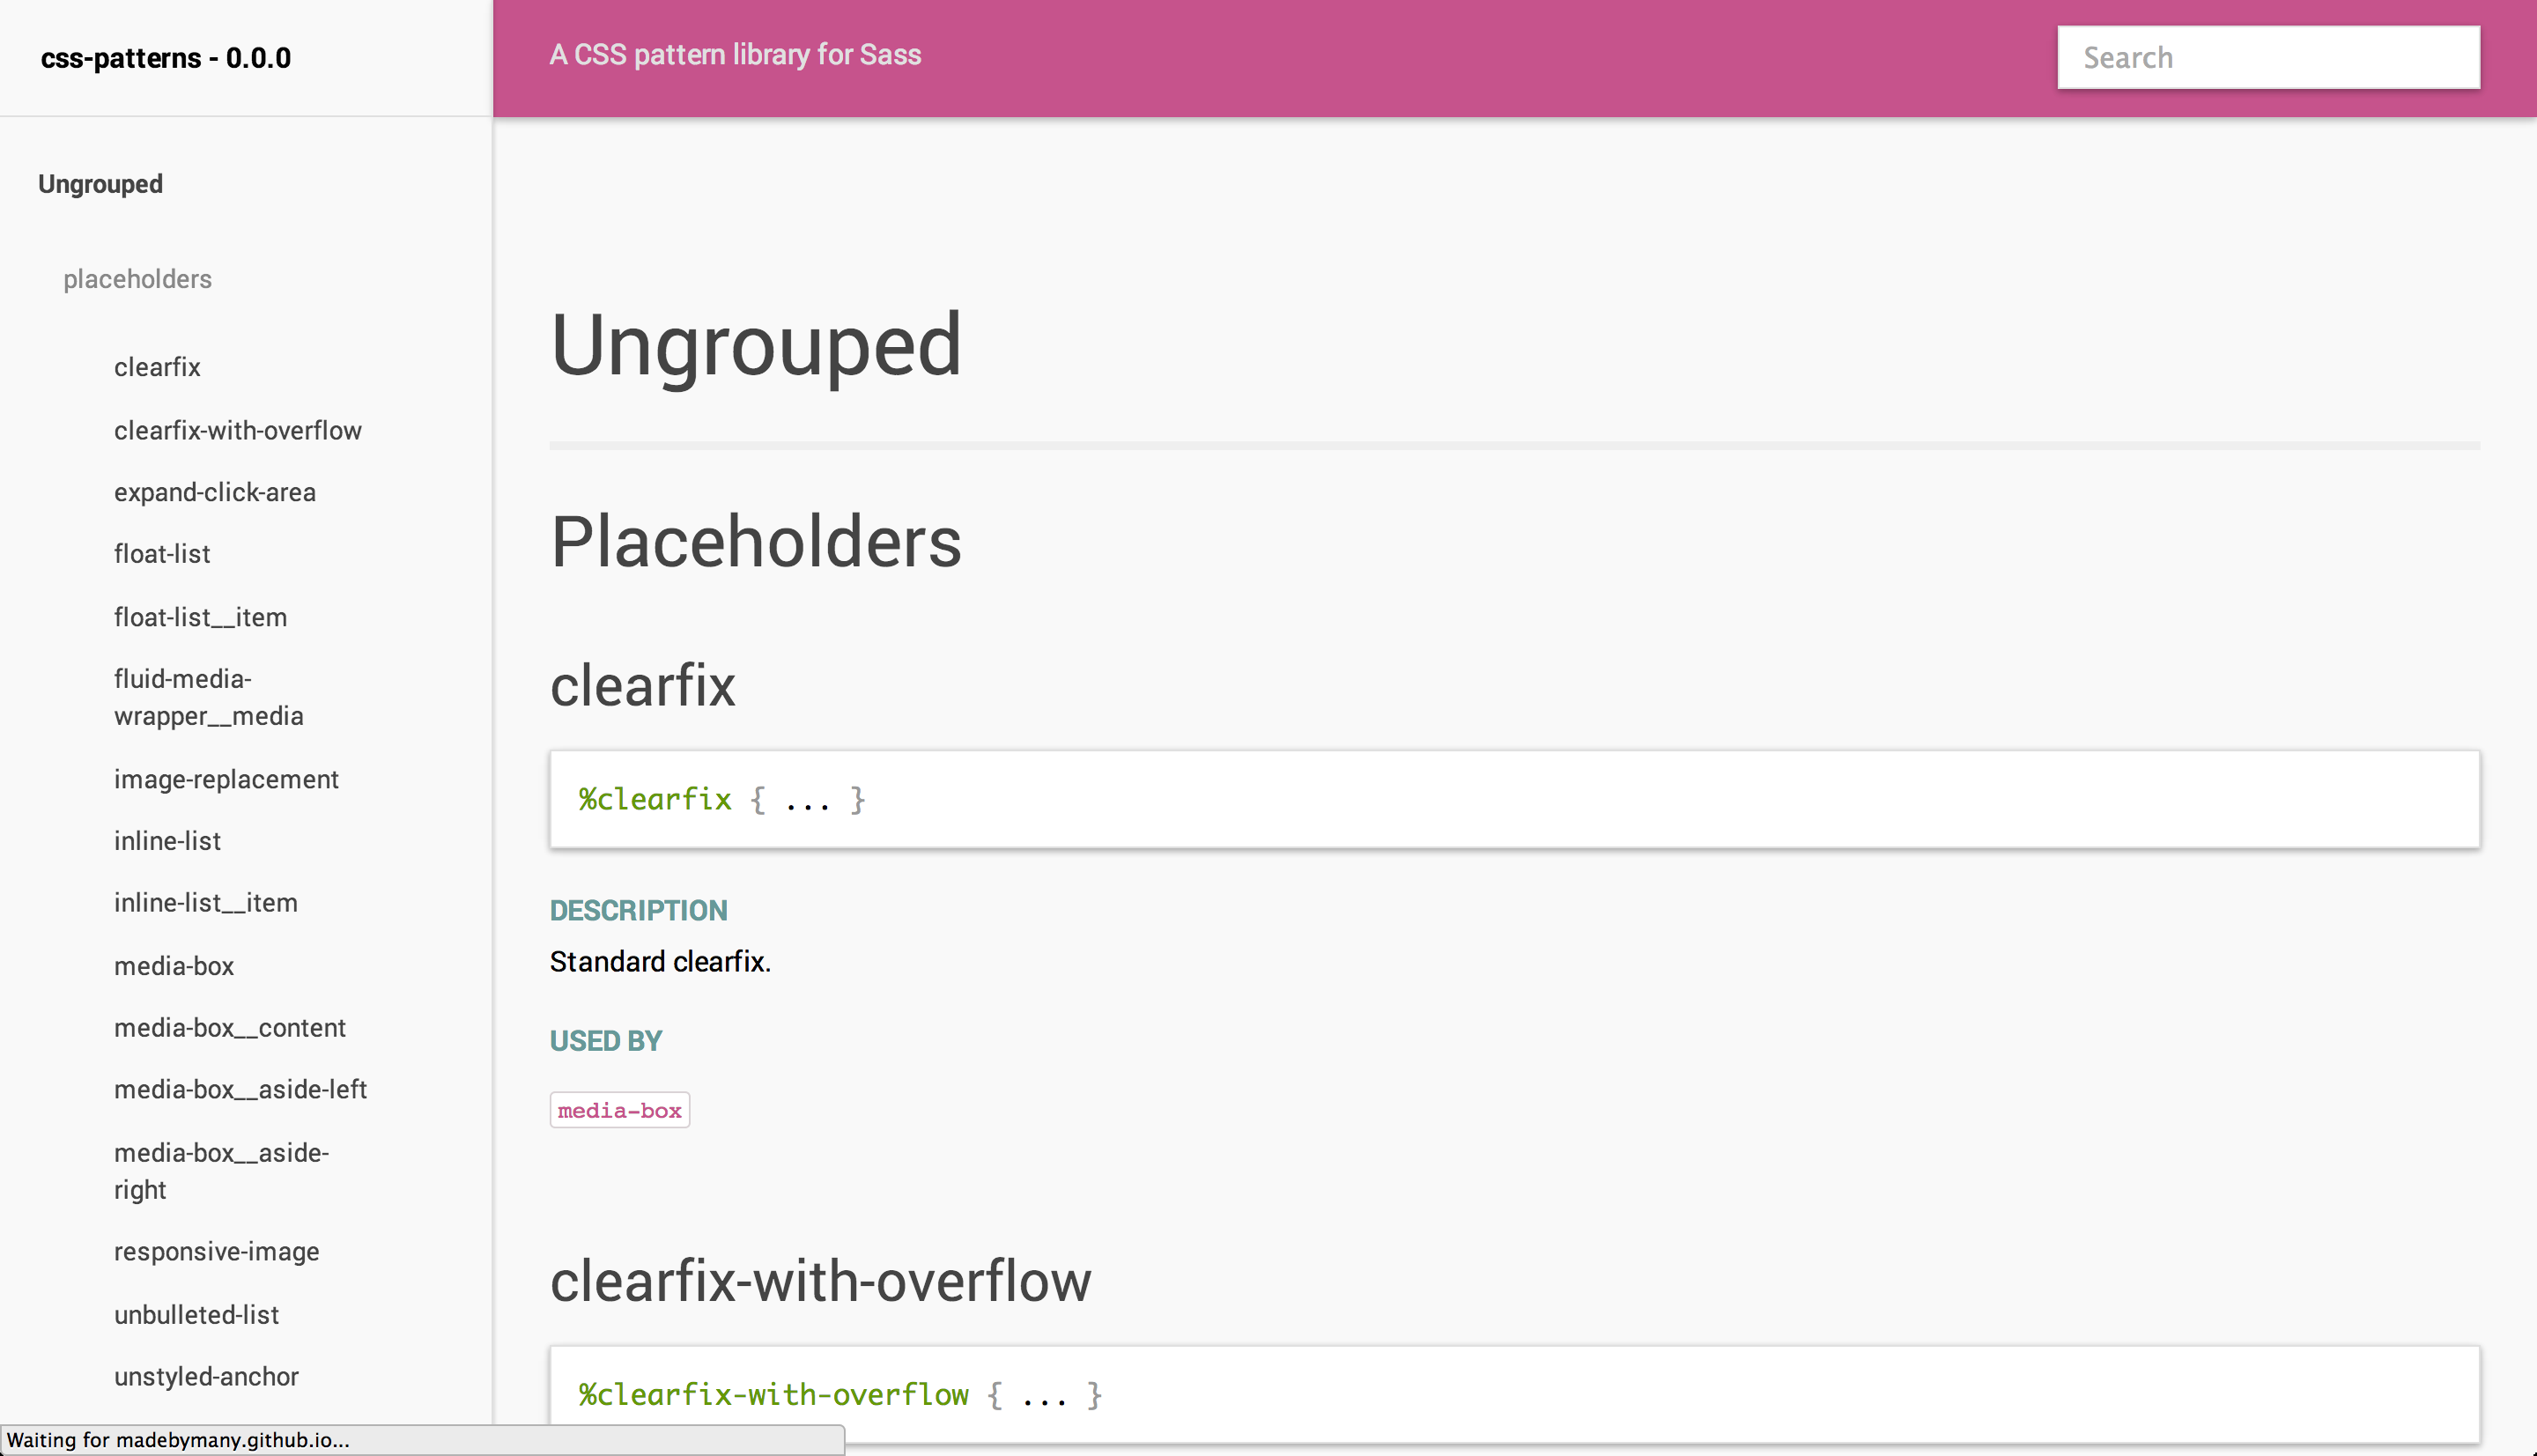 css-patterns - 0.0.0
A CSS pattern library for Sass
Search
Ungrouped
placeholders
clearfix
clearfix-with-overflow
expand-click-area
float-list
float-list__item
fluid-media-
wrapper__media
image-replacement
inline-list
inline-list__item
media-box
media-box__content
media-box__aside-left
media-box__aside-
right
responsive-image
unbulleted-list
unstyled-anchor
Ungrouped
Placeholders
clearfix
%clearfix { ... }
DESCRIPTION
Standard clearfix.
USED BY
media-box
clearfix-with-overflow
%clearfix-with-overflow { ... }
Waiting for madebymany.github.io...